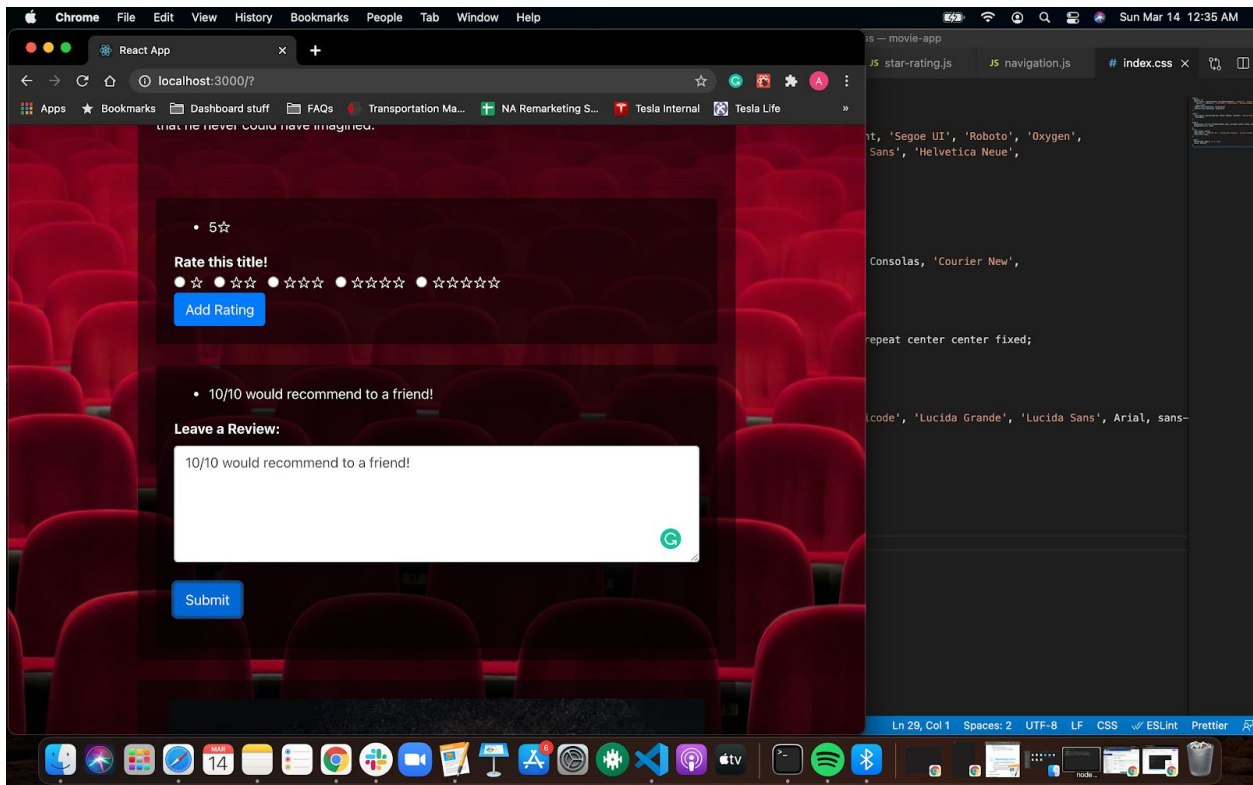 Chrome File Edit View History Bookmarks People Tab Window Help Sun Mar 14 12:35 AM
React App
movie-app
JS star-rating.js JS navigation.js # index.css
localhost:3000/?
Apps Bookmarks Dashboard stuff FAQs Transportation Ma... NA Remarketing S... Tesla Internal Tesla Life »
that he never could have imagined.
'Segoe UI', 'Roboto', 'Oxygen',
Sans', 'Helvetica Neue',
• 5☆
Rate this title!
☆ ☆☆ ☆☆☆ ☆☆☆☆ ☆☆☆☆☆
Add Rating
Consolas, 'Courier New',
repeat center center fixed;
• 10/10 would recommend to a friend!
Leave a Review:
10/10 would recommend to a friend!
'Lucida Grande', 'Lucida Sans', Arial, sans-
Submit
Ln 29, Col 1 Spaces: 2 UTF-8 LF CSS ESLint Prettier
MAR
14
6
tv
node...